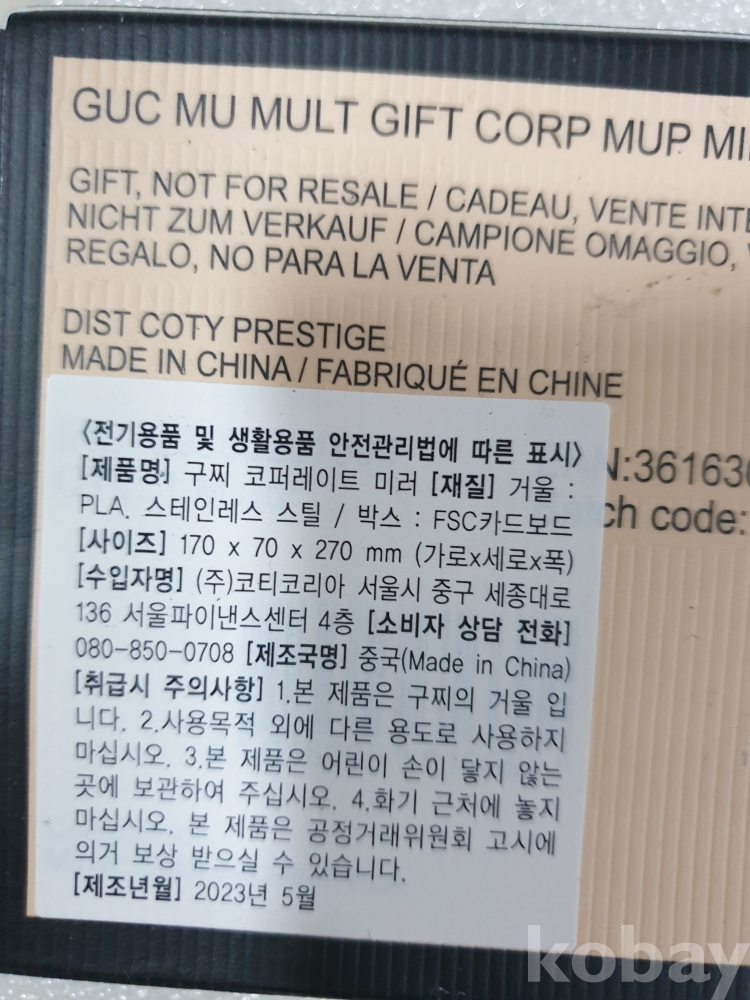 GUC MU MULT GIFT CORP MUP
GIFT, NOT FOR RESALE / CADEAU, VENTE
NICHT ZUM VERKAUF / CAMPIONE OMAGGIO,
REGALO, NO PARA LA VENTA
DIST COTY PRESTIGE
MADE IN CHINA / FABRIQUÉ EN CHINE
<전기용품 및 생활용품 안전관리법에 따른 표시>
[제품명] 구찌 코퍼레이트 미러 [재질] 거울 :
PLA. 스테인레스 스틸 / 박스 : FSC카드보드
[사이즈] 170 x 70 x 270 mm (가로x세로x폭)
[수입자명] (주)코티코리아 서울시 중구 세종대로
136 서울파이낸스센터 4층 [소비자 상담 전화]
080-850-0708 [제조국명] 중국(Made in China)
[취급시 주의사항] 1.본 제품은 구찌의 거울 입
니다. 2.사용목적 외에 다른 용도로 사용하지
마십시오. 3.본 제품은 어린이 손이 닿지 않는
곳에 보관하여 주십시오. 4.화기 근처에 놓지
마십시오. 본 제품은 공정거래위원회 고시에
의거 보상 받으실 수 있습니다.
[제조년월] 2023년 5월
code:
kobay